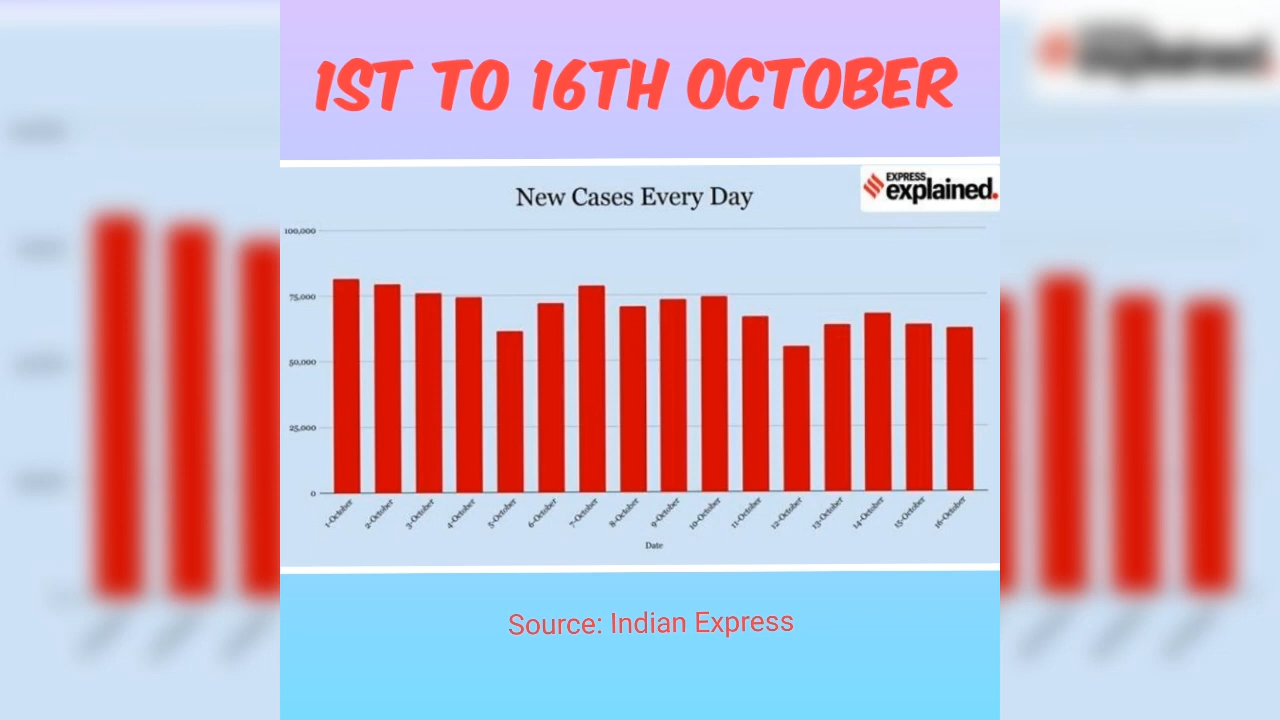 1ST TO 16TH OCTOBER
New Cases Every Day
EXPRESS
explained.
100,000
75,000
50,000
25,000
0
1-October
2-October
3-October
4-October
5-October
6-October
7-October
8-October
9-October
10-October
11-October
12-October
13-October
14-October
15-October
16-October
Date
Source: Indian Express